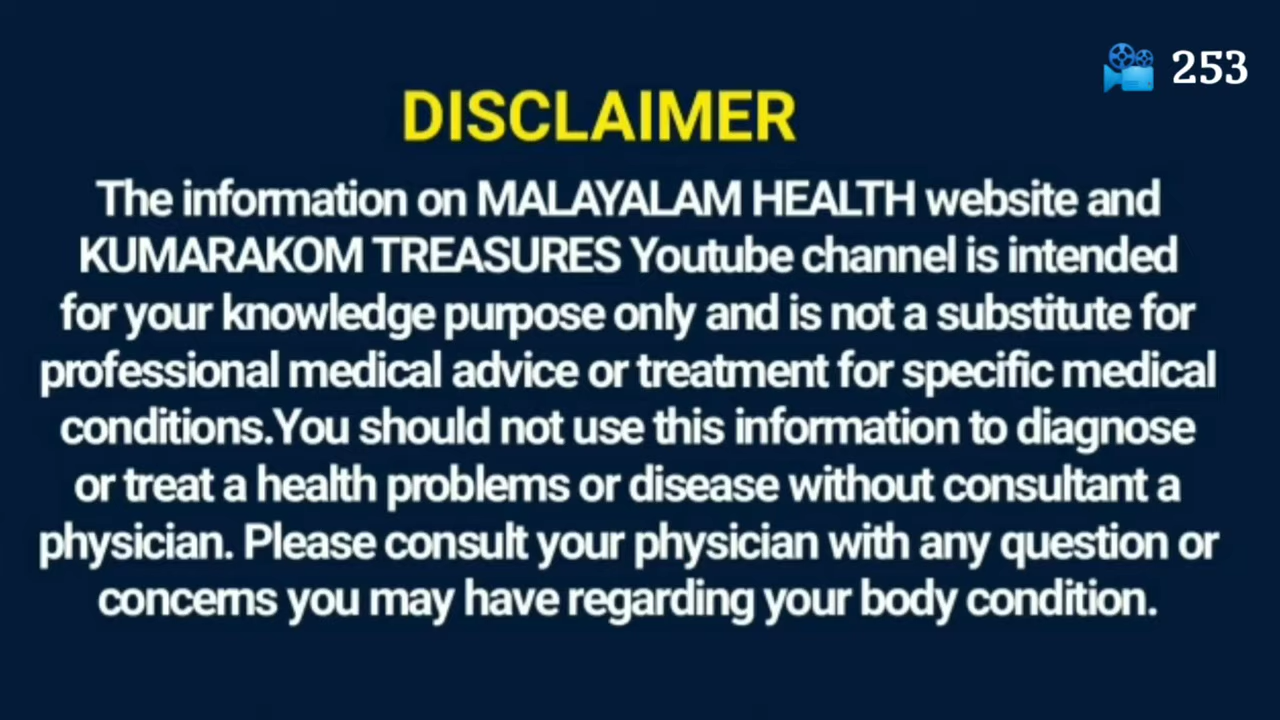 253
DISCLAIMER
The information on MALAYALAM HEALTH website and
KUMARAKOM TREASURES Youtube channel is intended
for your knowledge purpose only and is not a substitute for
professional medical advice or treatment for specific medical
conditions.You should not use this information to diagnose
or treat a health problems or disease without consultant a
physician. Please consult your physician with any question or
concerns you may have regarding your body condition.